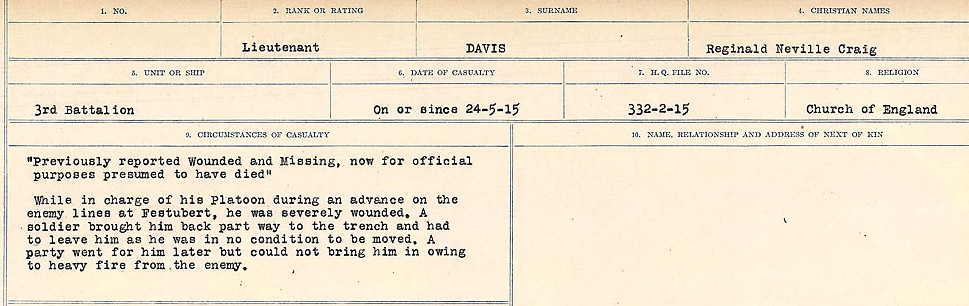 1. NO.
2. RANK OR RATING
3. SURNAME
4. CHRISTIAN NAMES
Lieutenant
DAVIS
Reginald Neville Craig
5. UNIT OR SHIP
6. DATE OF CASUALTY
7. H.Q. FILE NO.
8. RELIGION
3rd Battalion
On or since 24-5-15
332-2-15
Church of England
9. CIRCUMSTANCES OF CASUALTY
"Previously reported Wounded and Missing, now for official
purposes presumed to have died"
While in charge of his Platoon during an advance on the
enemy lines at Festubert, he was severely wounded. A
soldier brought him back part way to the trench and had
to leave him as he was in no condition to be moved. A
party went for him later but could not bring him in owing
to heavy fire from the enemy.
10. NAME, RELATIONSHIP AND ADDRESS OF NEXT OF KIN